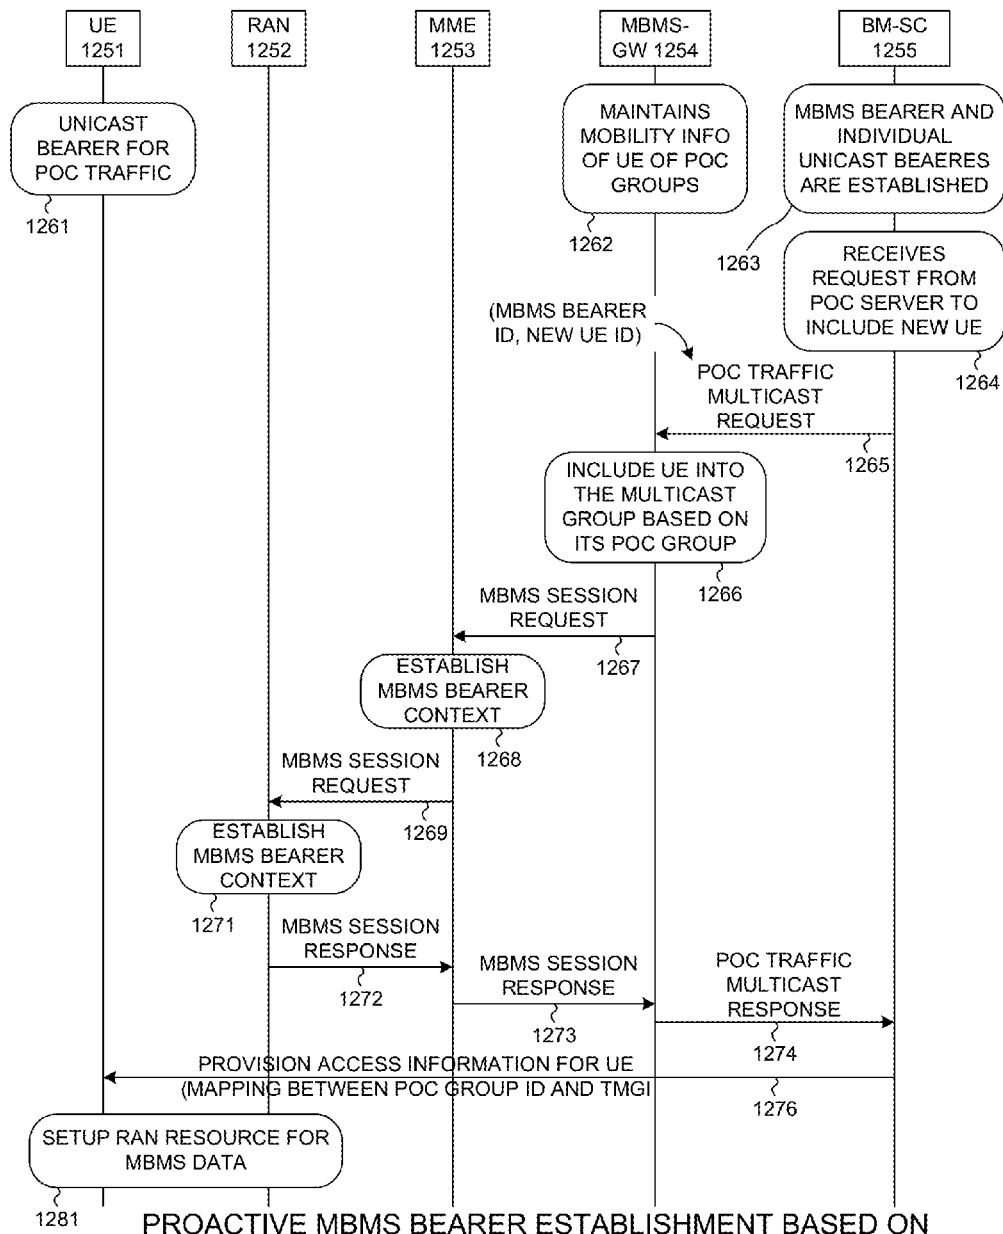 UE
1251
RAN
1252
MME
1253
MBMS-
GW 1254
BM-SC
1255
UNICAST
BEARER FOR
POC TRAFFIC
1261
MAINTAINS
MOBILITY INFO
OF UE OF POC
GROUPS
1262
MBMS BEARER AND
INDIVIDUAL
UNICAST BEAERES
ARE ESTABLISHED
1263
RECEIVES
REQUEST FROM
POC SERVER TO
INCLUDE NEW UE
1264
(MBMS BEARER
ID, NEW UE ID)
POC TRAFFIC
MULTICAST
REQUEST
1265
INCLUDE UE INTO
THE MULTICAST
GROUP BASED ON
ITS POC GROUP
1266
MBMS SESSION
REQUEST
1267
ESTABLISH
MBMS BEARER
CONTEXT
1268
MBMS SESSION
REQUEST
1269
ESTABLISH
MBMS BEARER
CONTEXT
1271
MBMS SESSION
RESPONSE
1272
MBMS SESSION
RESPONSE
1273
POC TRAFFIC
MULTICAST
RESPONSE
1274
PROVISION ACCESS INFORMATION FOR UE
(MAPPING BETWEEN POC GROUP ID AND TMGI
1276
SETUP RAN RESOURCE FOR
MBMS DATA
1281
PROACTIVE MBMS BEARER ESTABLISHMENT BASED ON